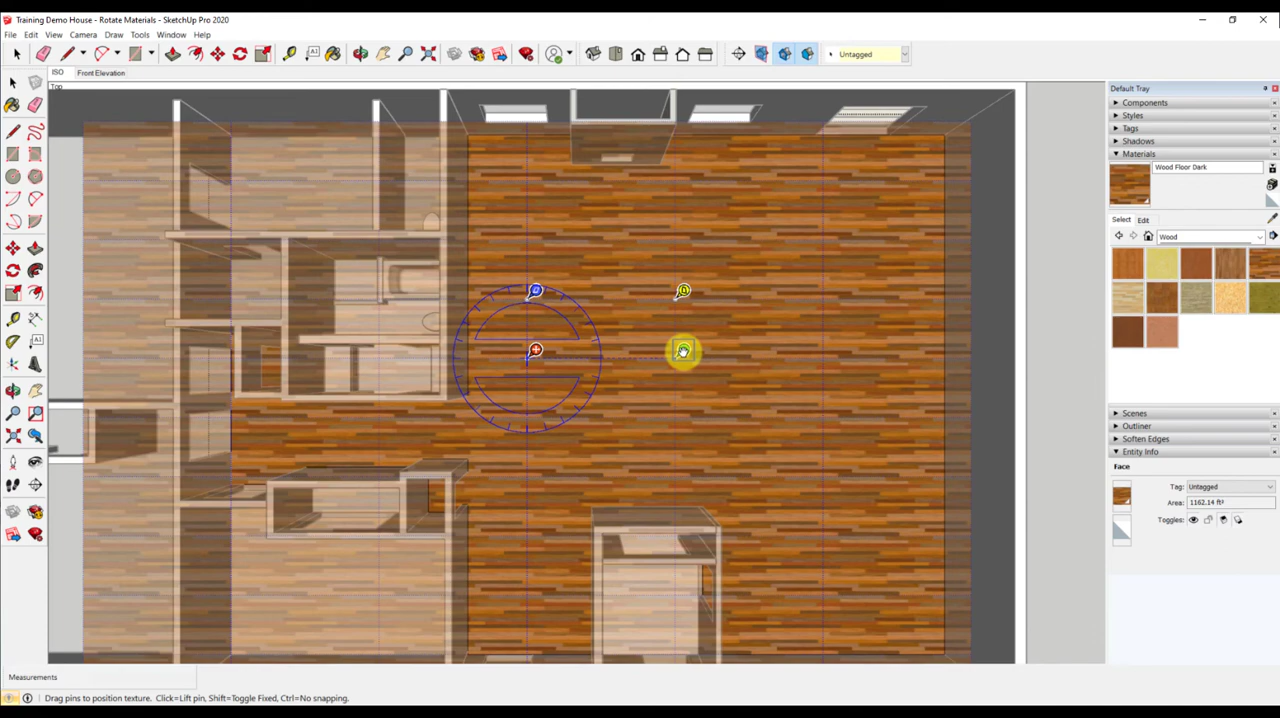 Training Demo House - Rotate Materials - SketchUp Pro 2020
File Edit View Camera Draw Tools Window Help
Untagged
ISO Front Elevation
Top
Default Tray
Components
Styles
Tags
Shadows
Materials
Wood Floor Dark
Select Edit
Wood
Scenes
Outliner
Soften Edges
Entity Info
Face
Tag: Untagged
Area: 1162.14 ft²
Toggles:
Measurements
Drag pins to position texture. Click=Lift pin, Shift=Toggle Fixed, Ctrl=No snapping.